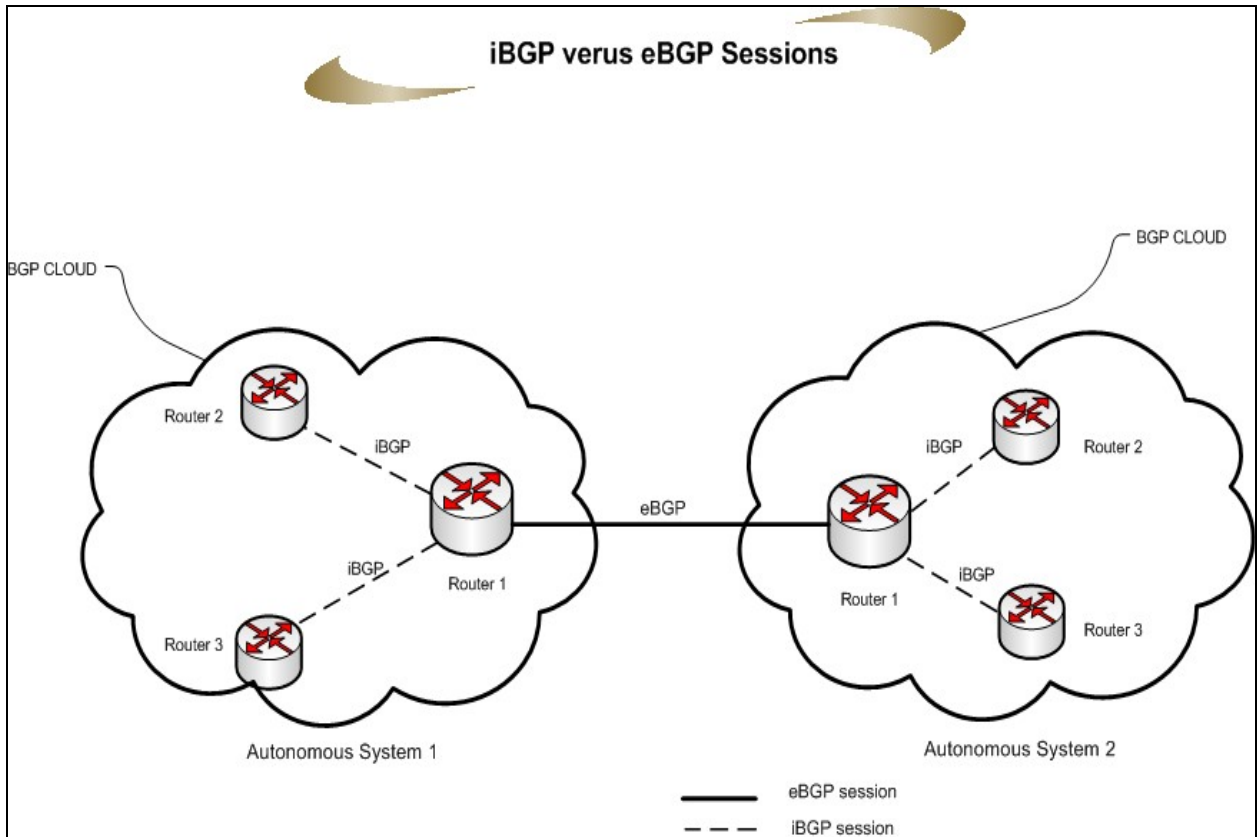 iBGP verus eBGP Sessions
BGP CLOUD
BGP CLOUD
Router 2
iBGP
iBGP
Router 2
eBGP
iBGP
Router 1
iBGP
Router 1
Router 3
Router 3
Autonomous System 1
Autonomous System 2
eBGP session
iBGP session